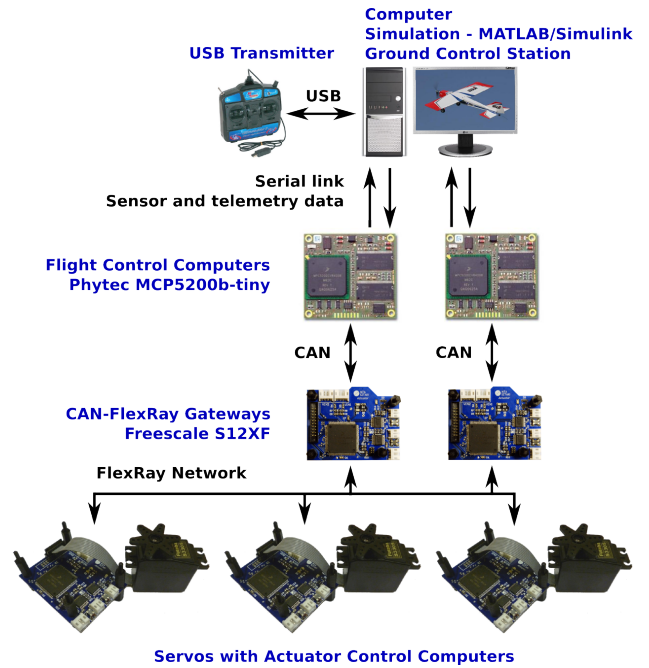 Computer
Simulation - MATLAB/Simulink
USB Transmitter
Ground Control Station
USB
Serial link
Sensor and telemetry data
Flight Control Computers
Phytec MCP5200b-tiny
CAN
CAN
CAN-FlexRay Gateways
Freescale S12XF
FlexRay Network
Servos with Actuator Control Computers